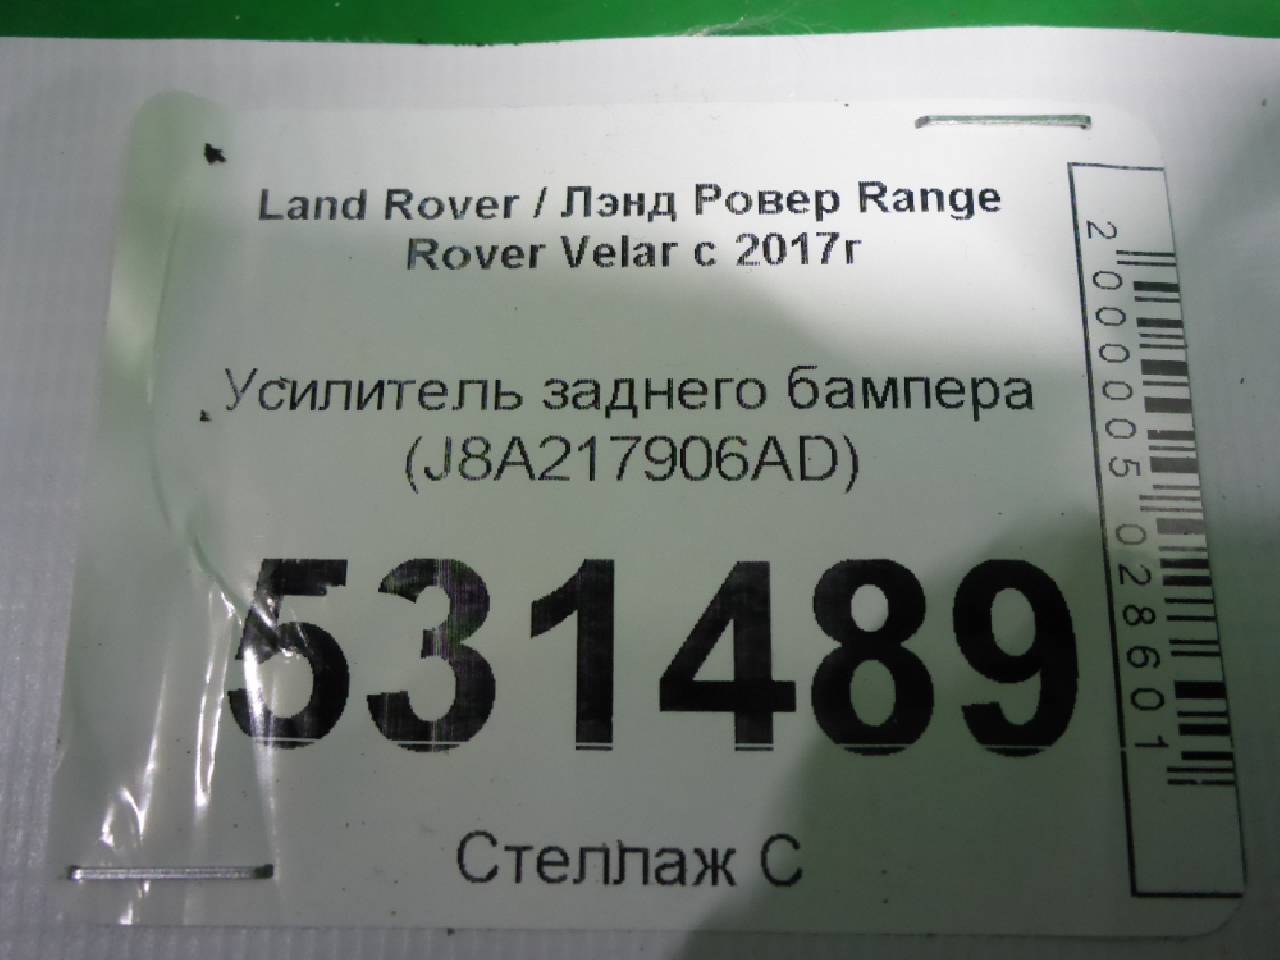 Land Rover / Лэнд Ровер Range
Rover Velar с 2017г
Усилитель заднего бампера
(J8A217906AD)
531489
Стеллаж С
2000005028601